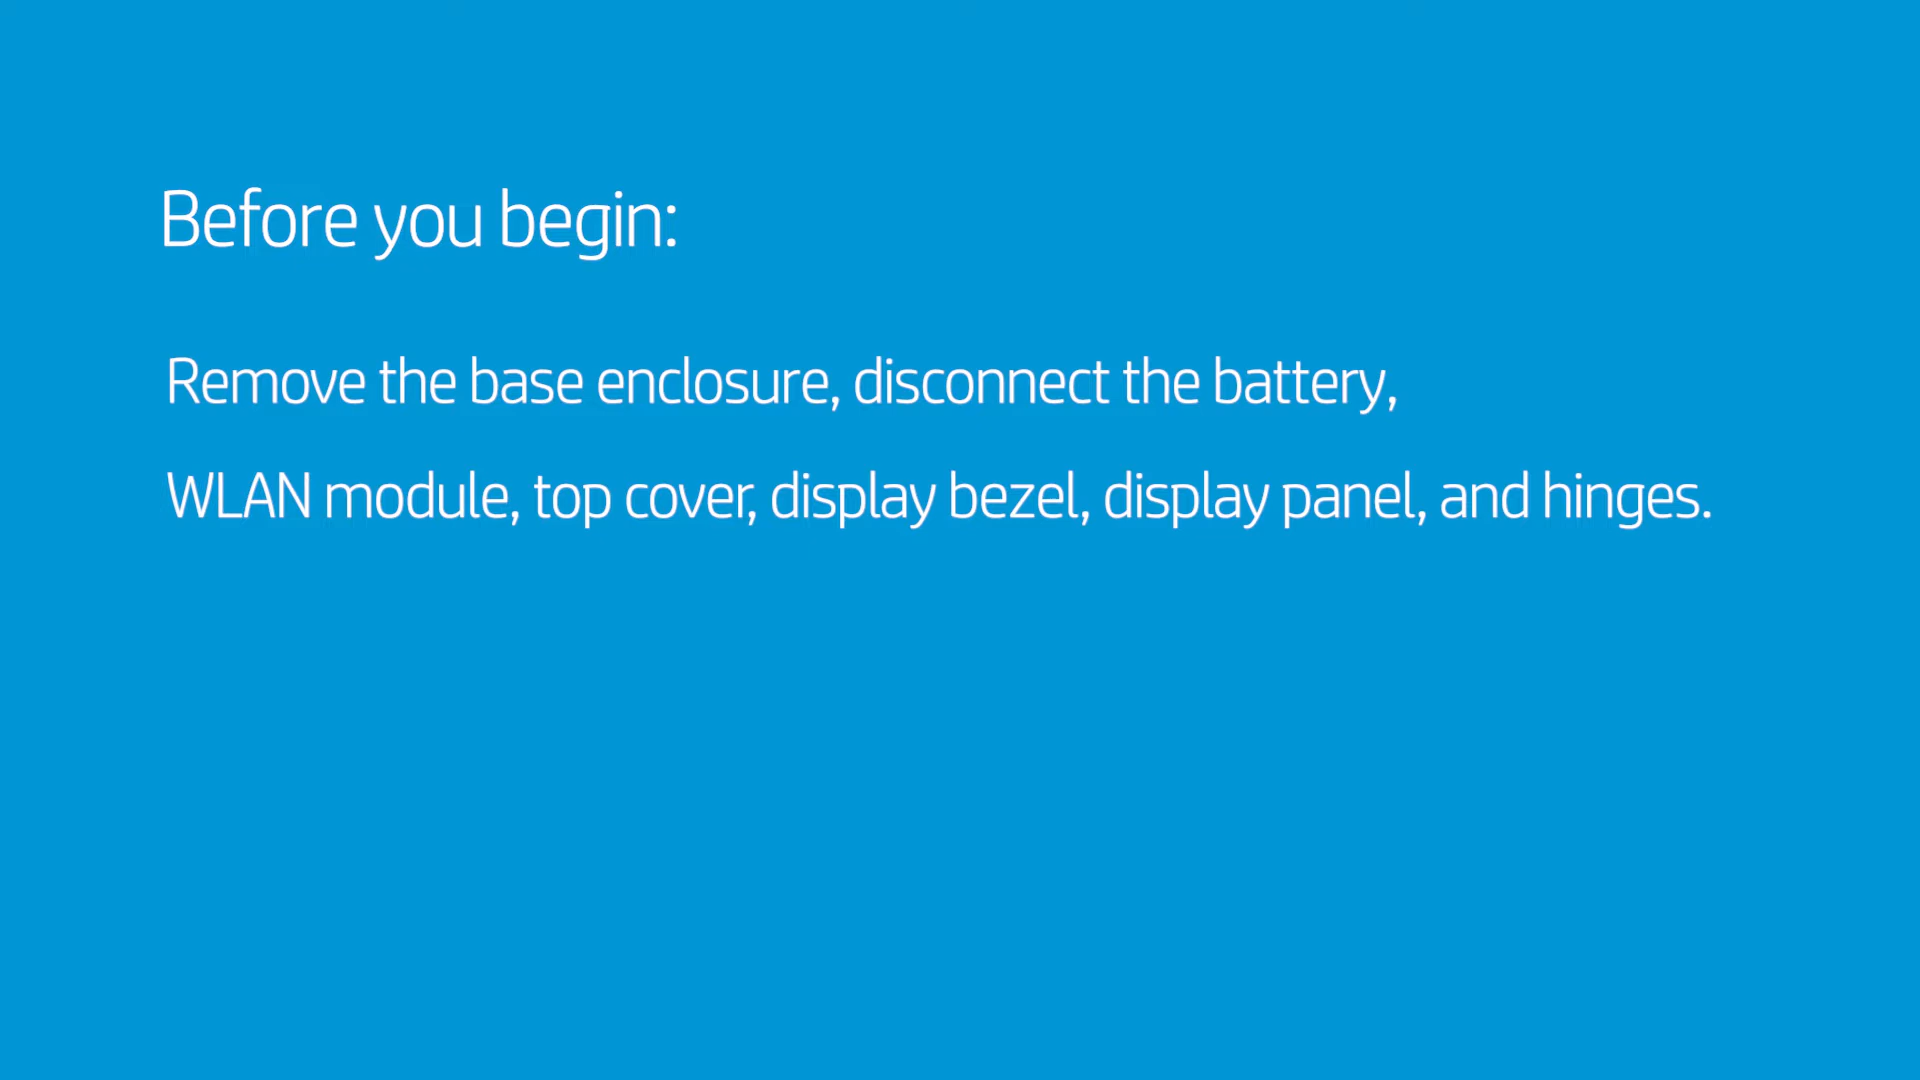 Before you begin:
Remove the base enclosure, disconnect the battery,
WLAN module, top cover, display bezel, display panel, and hinges.